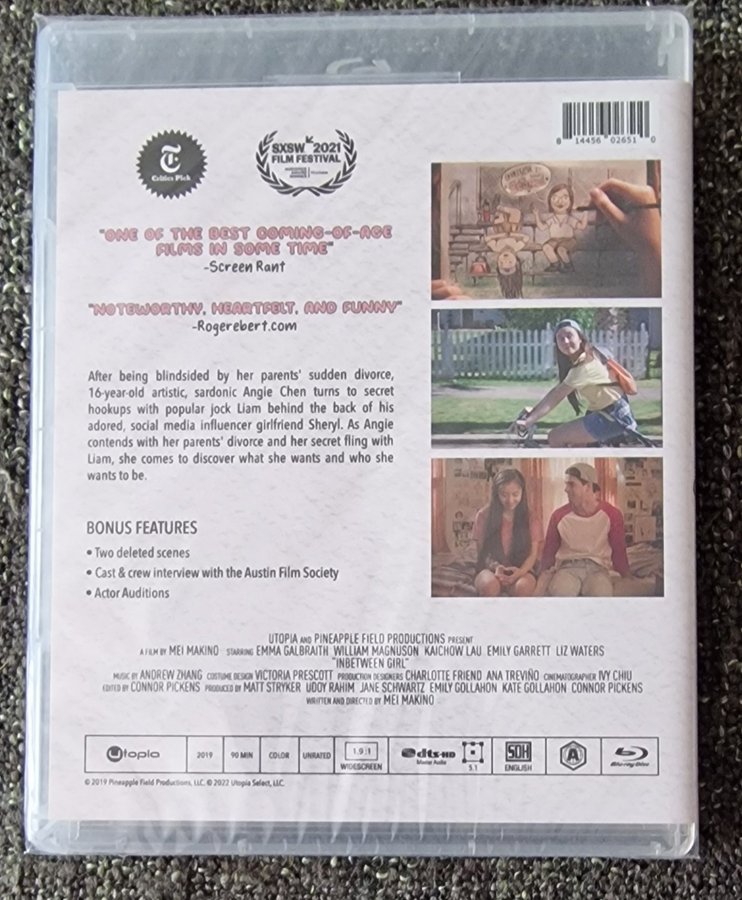 T
Critics Pick
SXSW 2021
FILM FESTIVAL
8 14456 02651 0
"ONE OF THE BEST COMING-OF-AGE
FILMS IN SOME TIME"
-Screen Rant
"NOTEWORTHY, HEARTFELT, AND FUNNY"
-Rogerebert.com
After being blindsided by her parents' sudden divorce,
16-year-old artistic, sardonic Angie Chen turns to secret
hookups with popular jock Liam behind the back of his
adored, social media influencer girlfriend Sheryl. As Angie
contends with her parents' divorce and her secret fling with
Liam, she comes to discover what she wants and who she
wants to be.
BONUS FEATURES
• Two deleted scenes
• Cast & crew interview with the Austin Film Society
• Actor Auditions
UTOPIA AND PINEAPPLE FIELD PRODUCTIONS PRESENT
A FILM BY MEI MAKINO STARRING EMMA GALBRAITH WILLIAM MAGNUSON KAICHOW LAU EMILY GARRETT LIZ WATERS
"INBETWEEN GIRL"
MUSIC BY ANDREW ZHANG COSTUME DESIGN VICTORIA PRESCOTT PRODUCTION DESIGNERS CHARLOTTE FRIEND ANA TREVIÑO CINEMATOGRAPHER IVY CHIU
EDITED BY CONNOR PICKENS PRODUCED BY MATT STRYKER UDOY RAHIM JANE SCHWARTZ EMILY GOLLAHON KATE GOLLAHON CONNOR PICKENS
WRITTEN AND DIRECTED BY MEI MAKINO
utopia 2019 90 MIN COLOR UNRATED 1.9:1 WIDESCREEN dts-HD Master Audio 5.1 SDH ENGLISH A Blu-ray Disc
© 2019 Pineapple Field Productions, LLC. © 2022 Utopia Select, LLC.